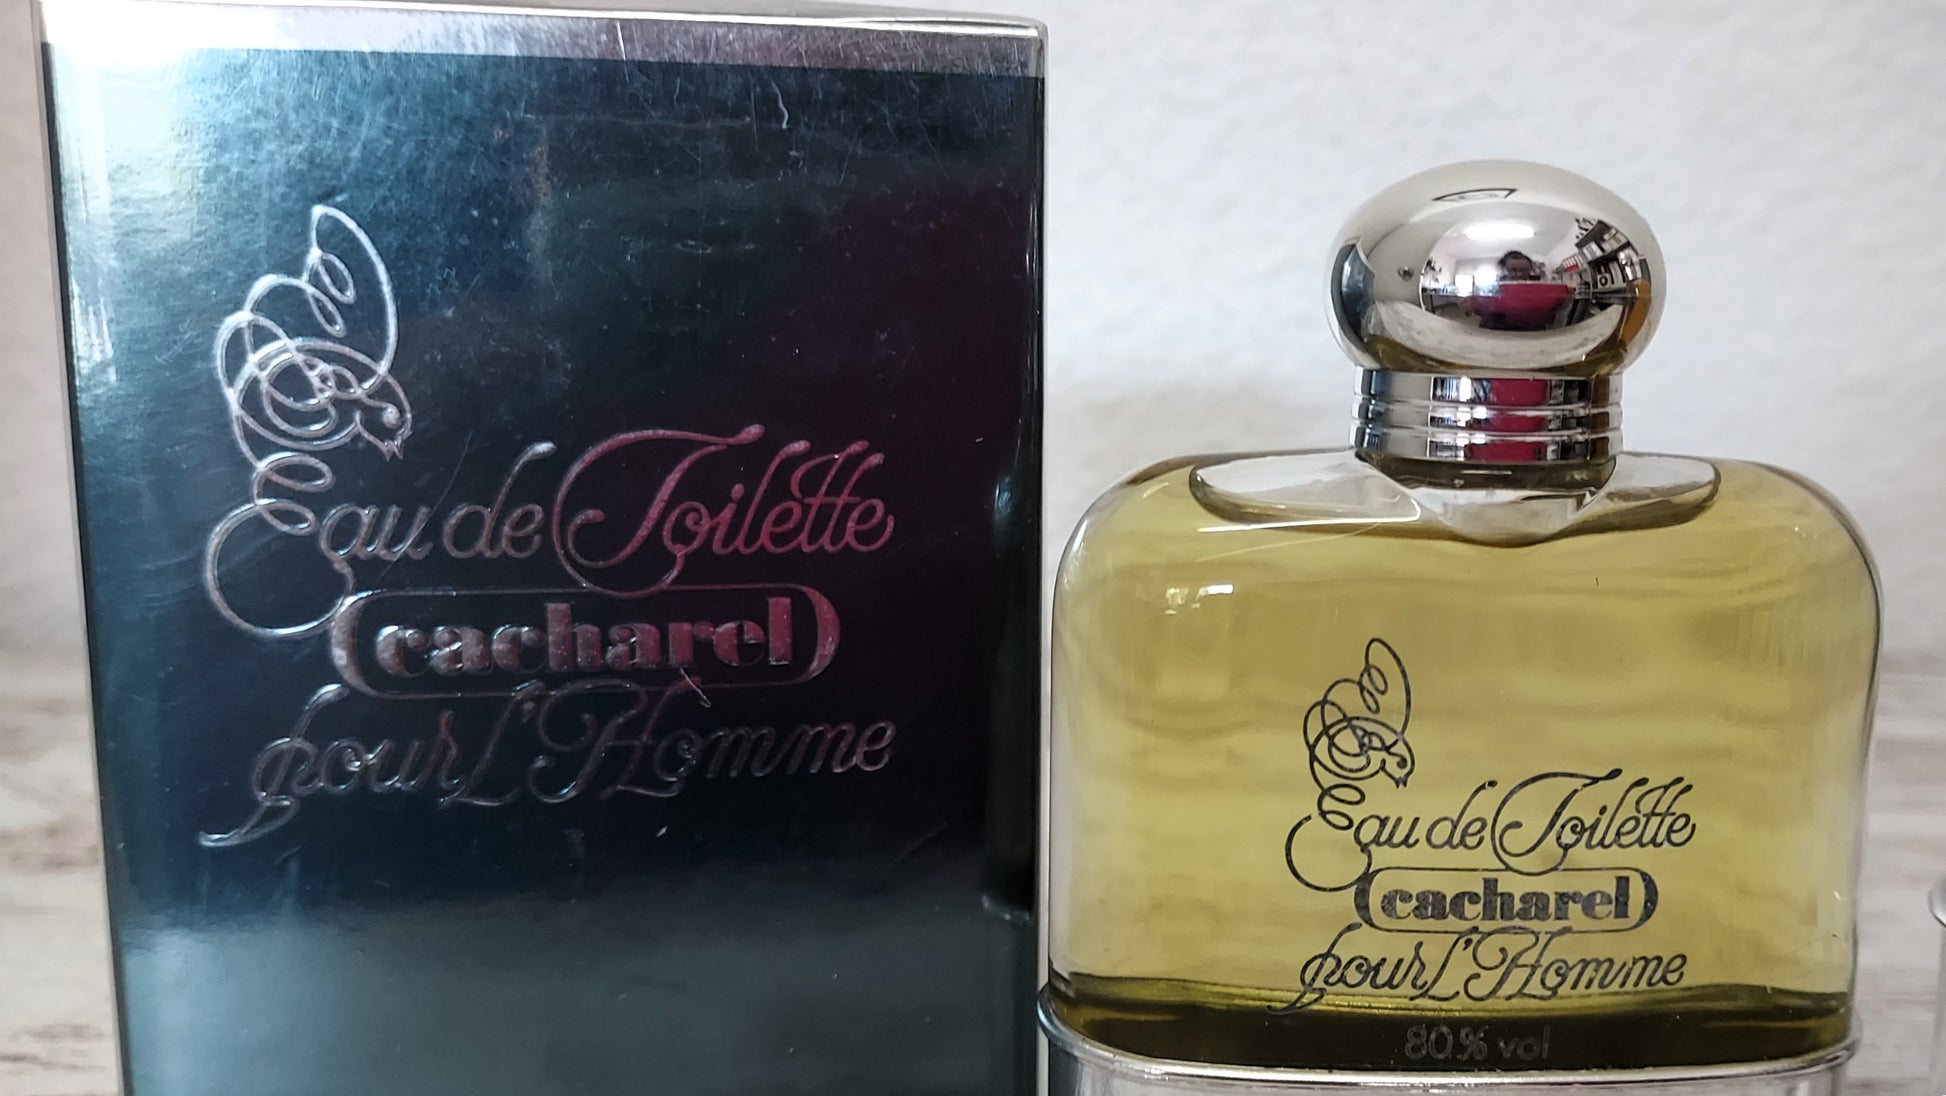 Eau de Toilette
cacharel
pour L'Homme
Eau de Toilette
cacharel
pour L'Homme
80% vol